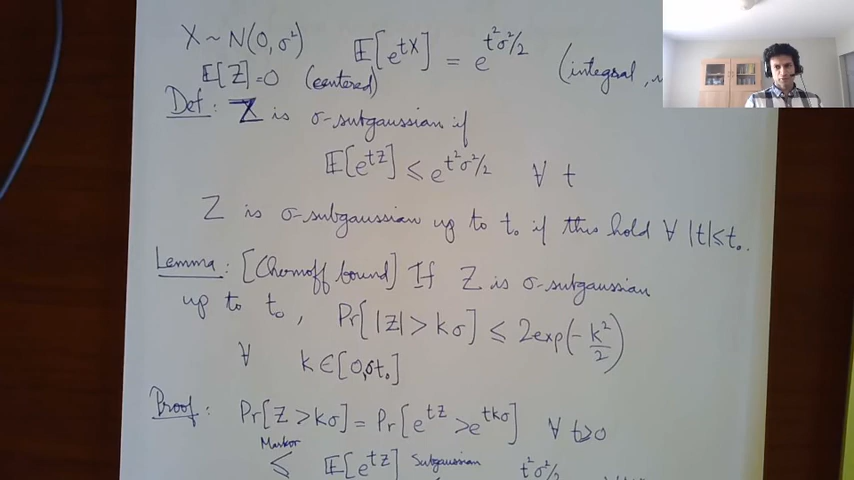 X ~ N(0, σ²)   𝔼[e^{tX}] = e^{t²σ²/2}   (integral,
𝔼[Z]=0 (centered)
Def: Z is σ-subgaussian if
𝔼[e^{tZ}] ≤ e^{t²σ²/2}   ∀ t
Z is σ-subgaussian up to t₀ if this hold ∀ |t|≤t₀.
Lemma: [Chernoff bound] If Z is σ-subgaussian
up to t₀, Pr[|Z| > kσ] ≤ 2exp(-k²/2)
∀ k∈[0,σt₀]
Proof: Pr[Z > kσ] = Pr[e^{tZ} > e^{tkσ}]   ∀ t>0
Markov
≤ 𝔼[e^{tZ}] Subgaussian t²σ²/2